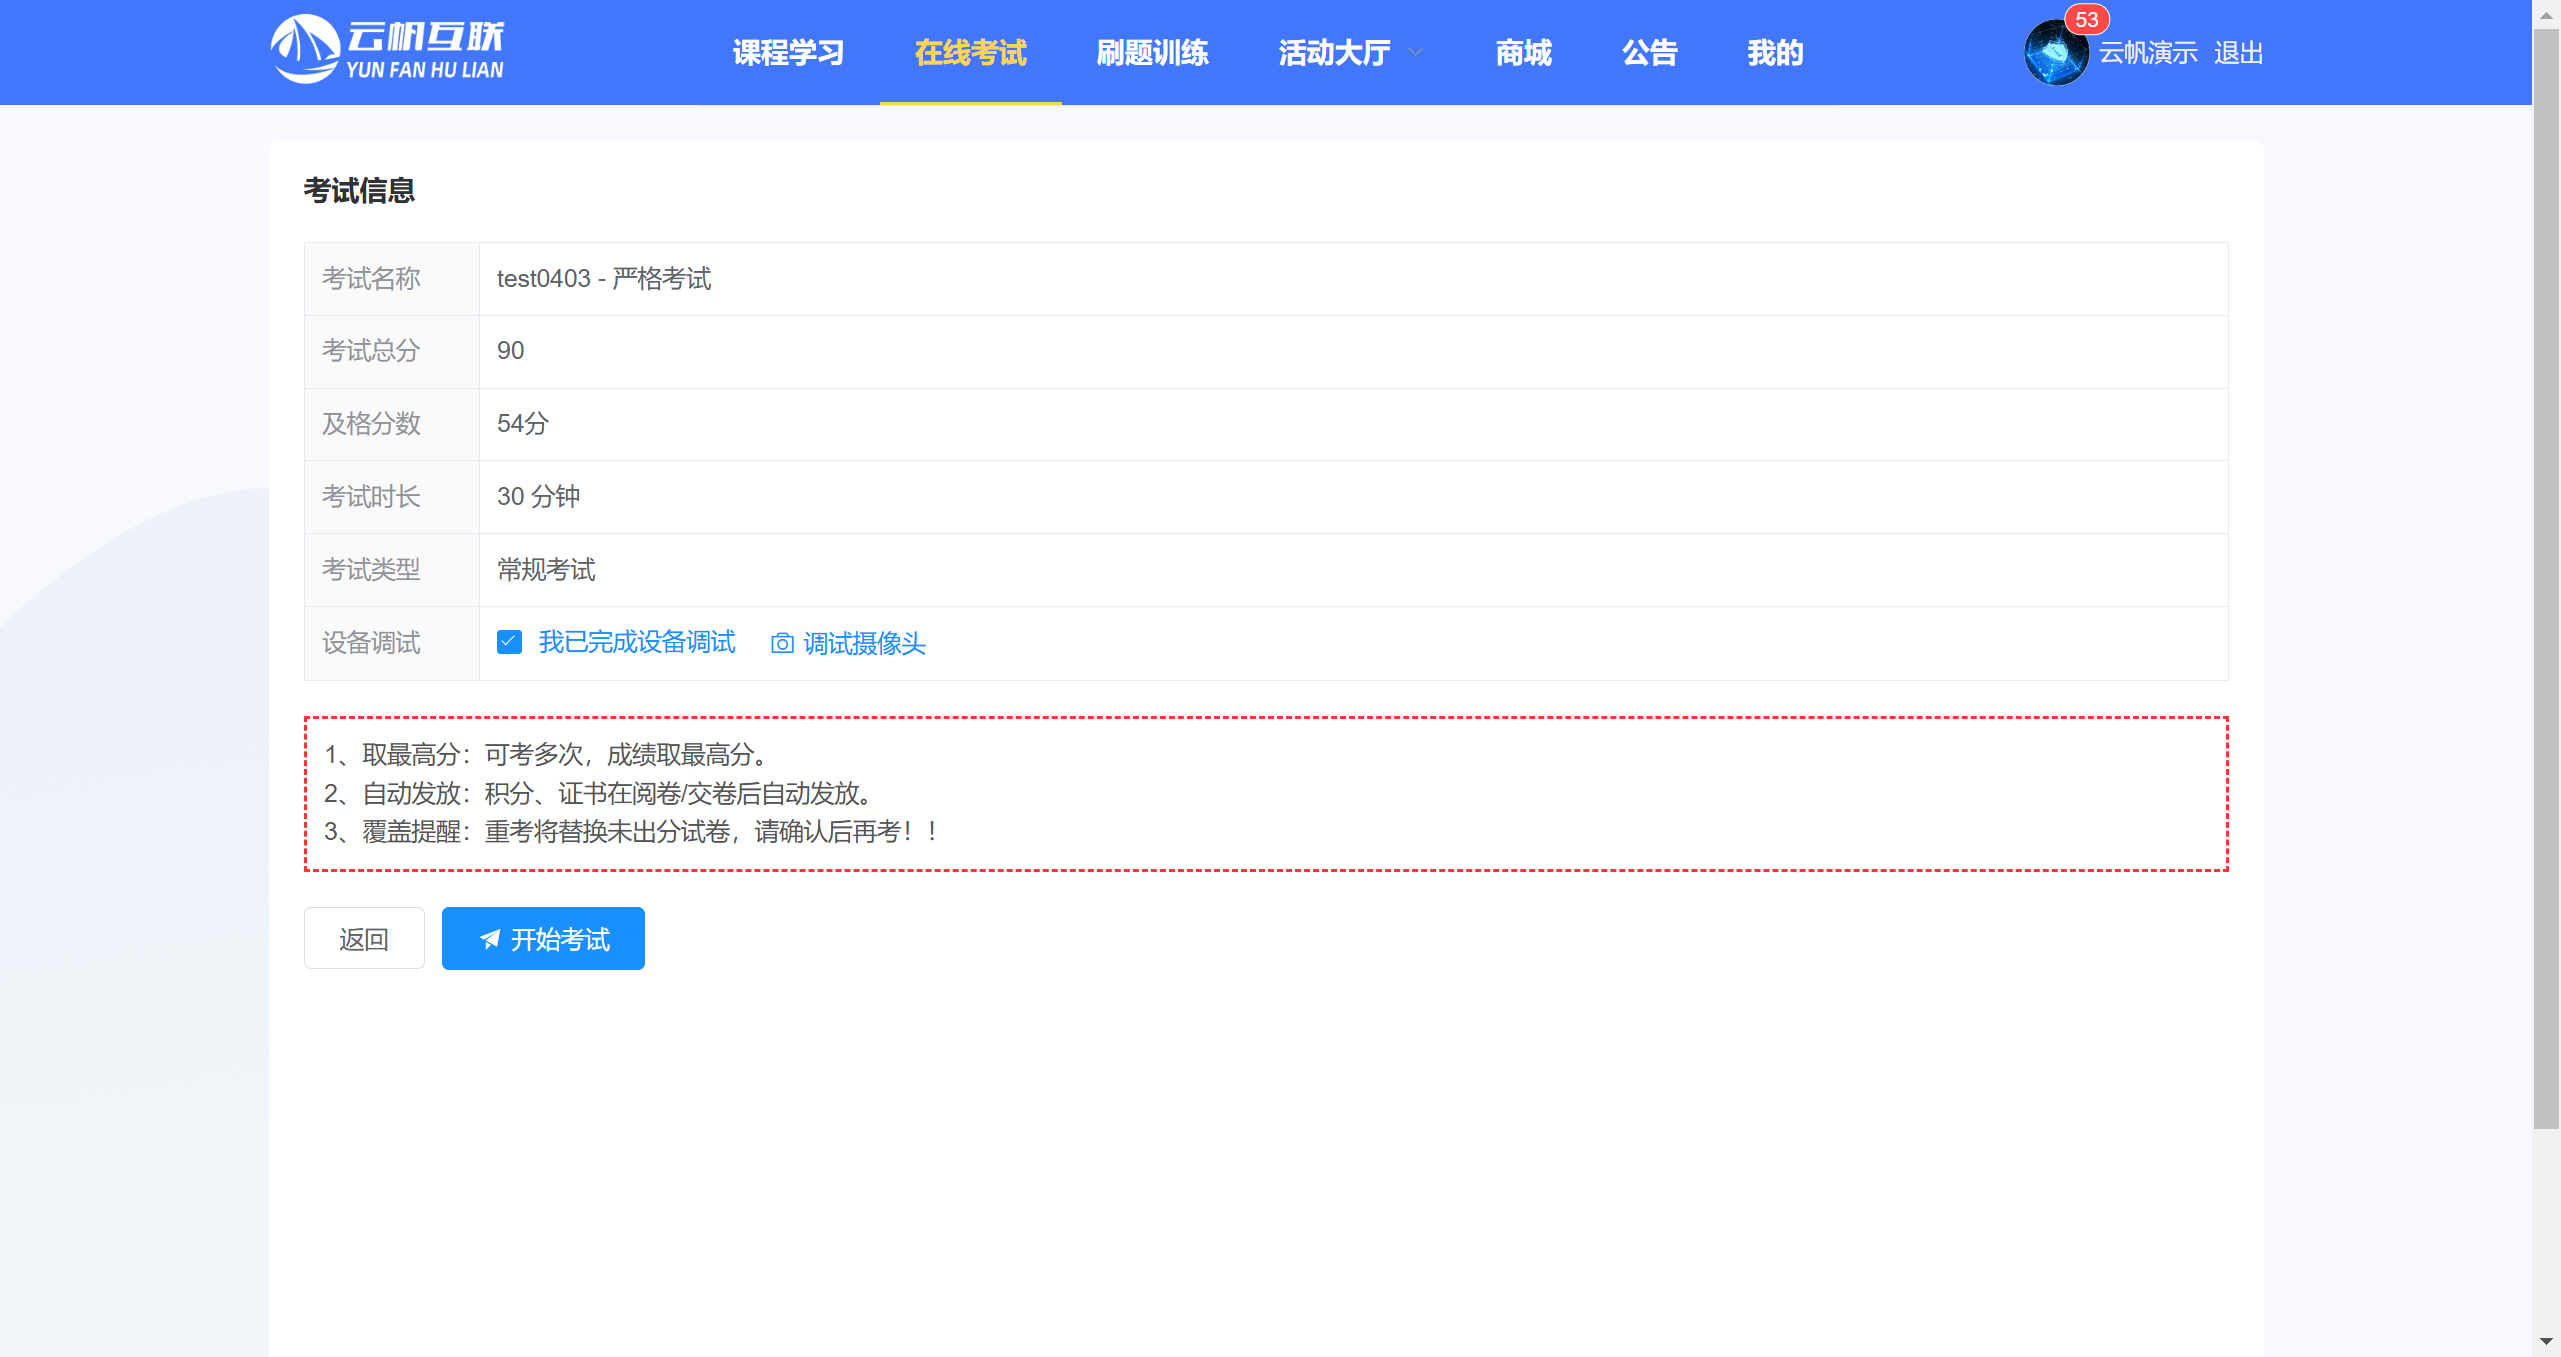 云帆互联
YUN FAN HU LIAN
课程学习 在线考试 刷题训练 活动大厅 商城 公告 我的
53
云帆演示 退出
考试信息
考试名称 test0403 - 严格考试
考试总分 90
及格分数 54分
考试时长 30 分钟
考试类型 常规考试
设备调试 我已完成设备调试 调试摄像头
1、取最高分：可考多次，成绩取最高分。
2、自动发放：积分、证书在阅卷/交卷后自动发放。
3、覆盖提醒：重考将替换未出分试卷，请确认后再考！！
返回 开始考试